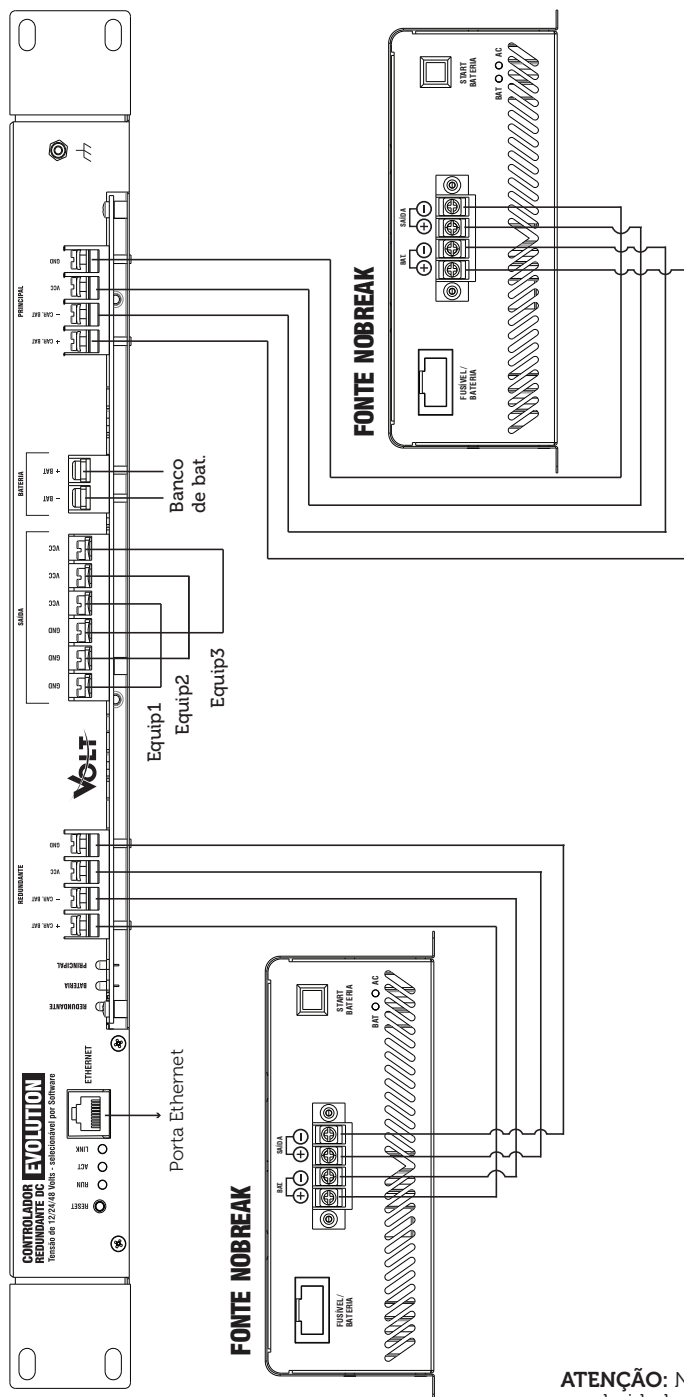 CONTROLADOR
REDUNDANTE DC
EVOLUTION
Tensão de 12/24/48 Volts - selecionável por Software
RESET
RUN
ACT
LINK
ETHERNET
Porta Ethernet
REDUNDANTE
BATERIA
PRINCIPAL
REDUNDANTE
+ CAR. BAT
- CAR. BAT
VCC
GND
VOLT
SAÍDA
GND
GND
GND
VCC
VCC
VCC
Equip1
Equip2
Equip3
BATERIA
- BAT
+ BAT
Banco
de bat.
PRINCIPAL
+ CAR. BAT
- CAR. BAT
VCC
GND
FONTE NOBREAK
FUSÍVEL/
BATERIA
BAT.
SAÍDA
+ - + -
START
BATERIA
BAT AC
FONTE NOBREAK
FUSÍVEL/
BATERIA
BAT.
SAÍDA
+ - + -
START
BATERIA
BAT AC
ATENÇÃO: N